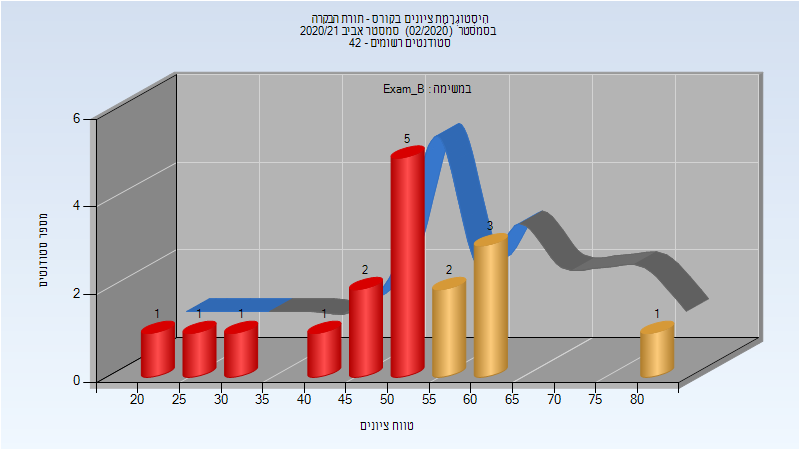 היסטוגרמת ציונים בקורס - תורת הבקרה
בסמסטר (02/2020) סמסטר אביב 2020/21
סטודנטים רשומים - 42
במשימה : Exam_B
מספר סטודנטים
6
4
2
0
1
1
1
1
2
5
2
3
1
20 25 30 35 40 45 50 55 60 65 70 75 80
טווח ציונים